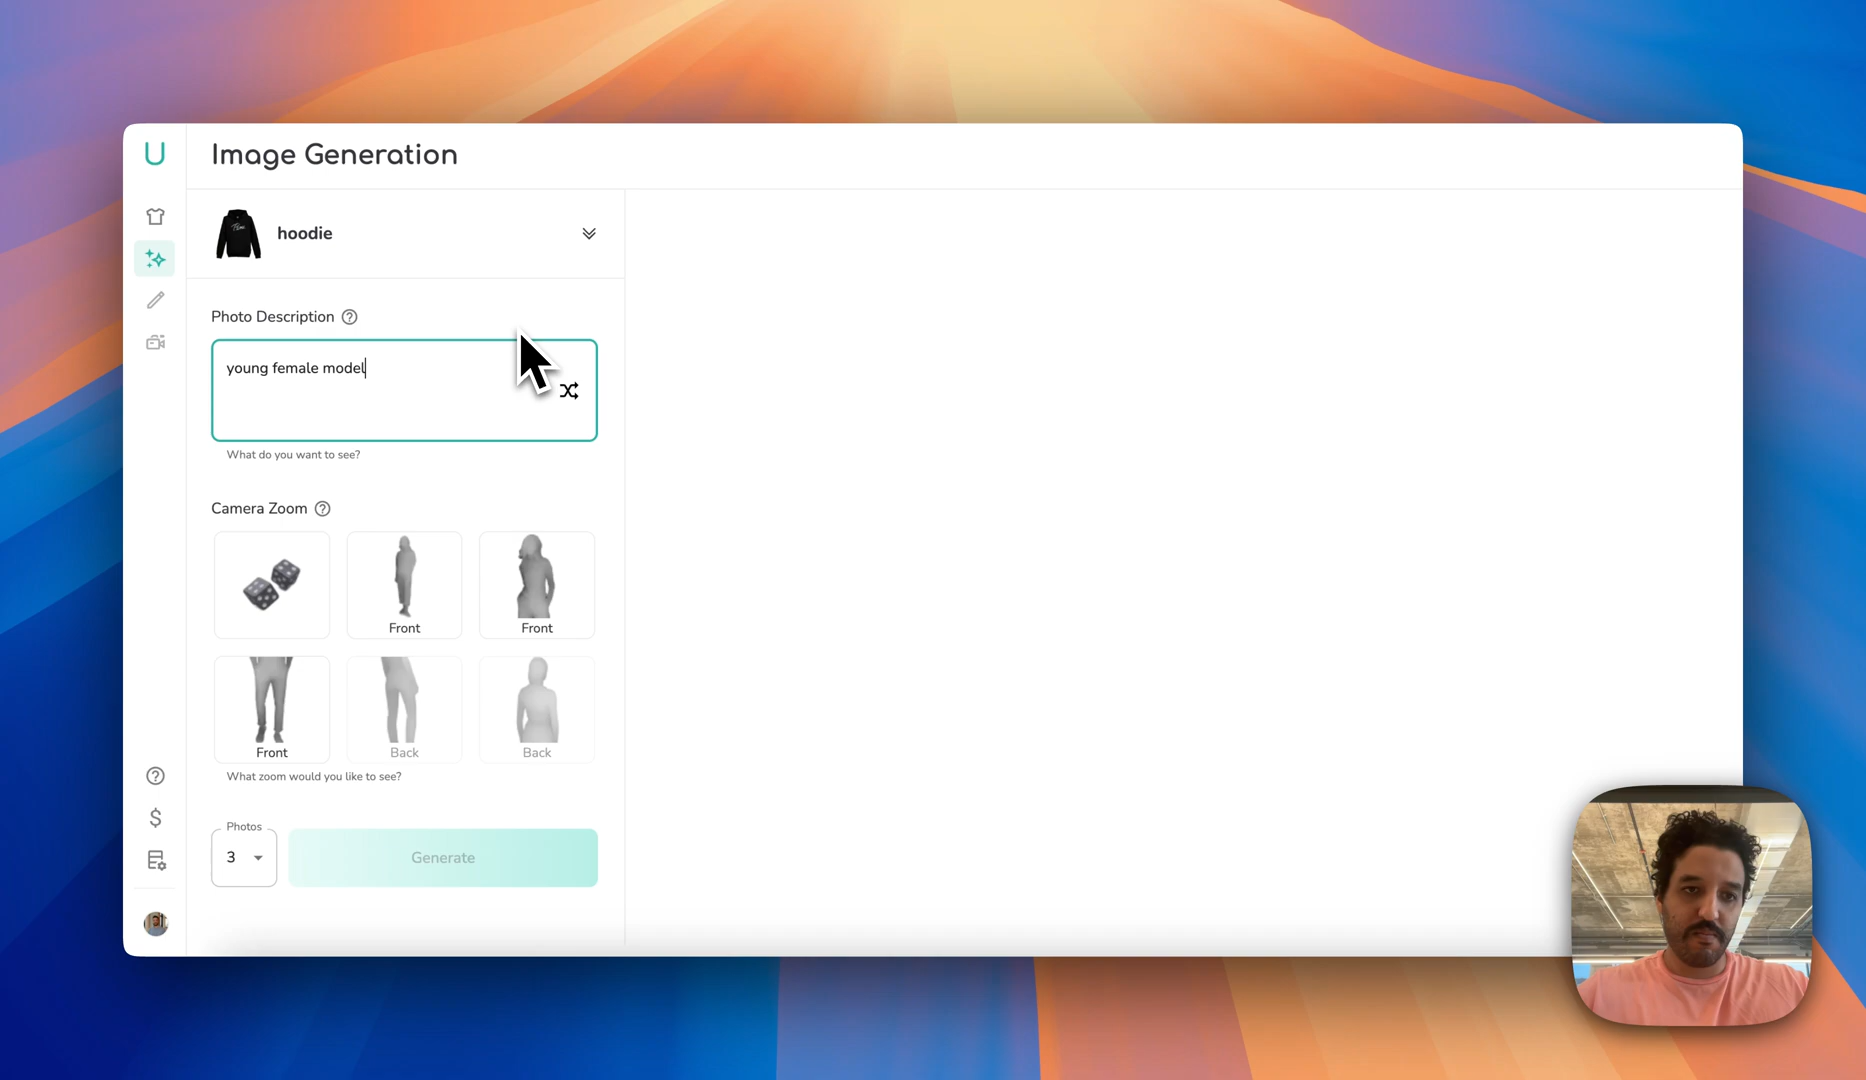 U
Image Generation
hoodie
Photo Description
young female model
What do you want to see?
Camera Zoom
Front
Front
Front
Back
Back
What zoom would you like to see?
Photos
3
Generate